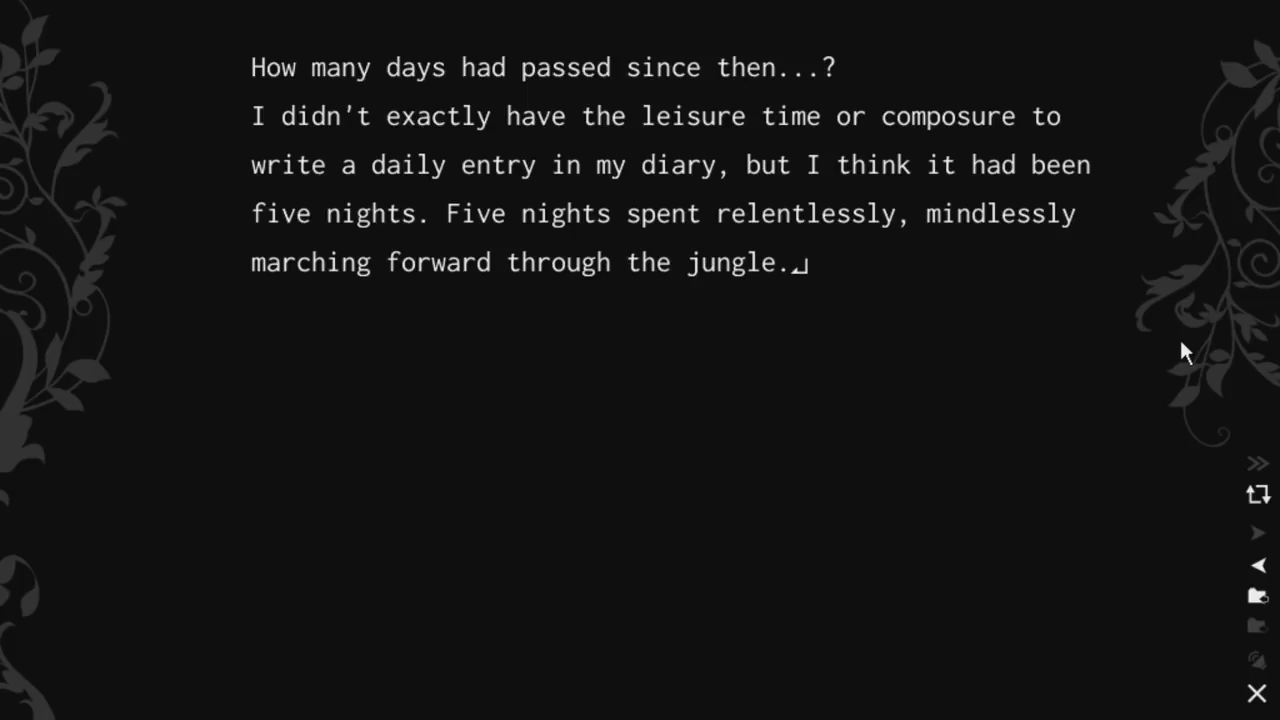 How many days had passed since then...?
I didn't exactly have the leisure time or composure to
write a daily entry in my diary, but I think it had been
five nights. Five nights spent relentlessly, mindlessly
marching forward through the jungle.